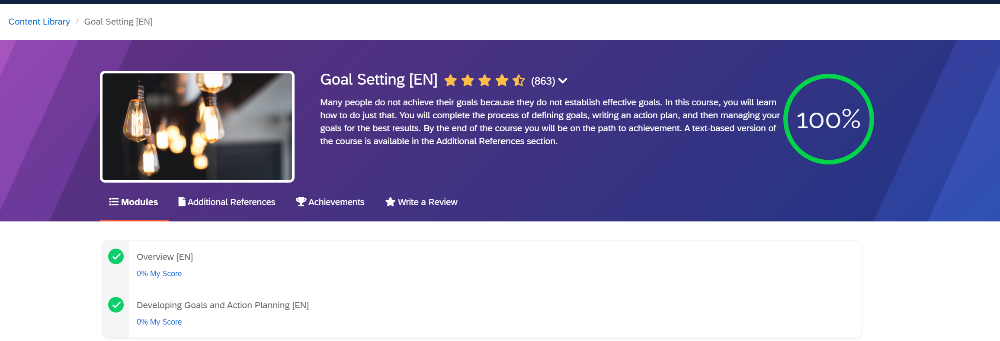 Content Library / Goal Setting [EN]
Goal Setting [EN] (863)
Many people do not achieve their goals because they do not establish effective goals. In this course, you will learn
how to do just that. You will complete the process of defining goals, writing an action plan, and then managing your
goals for the best results. By the end of the course you will be on the path to achievement. A text-based version of
the course is available in the Additional References section.
100%
Modules Additional References Achievements Write a Review
Overview [EN]
0% My Score
Developing Goals and Action Planning [EN]
0% My Score